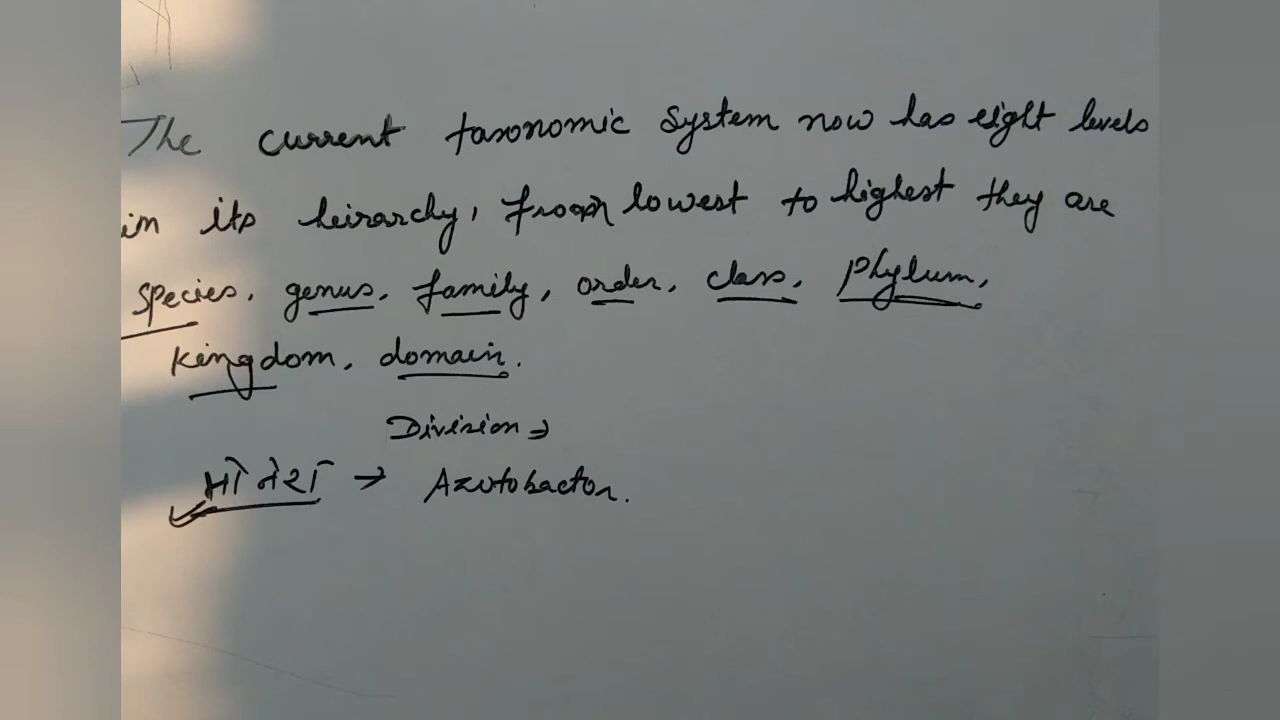 The current taxonomic system now has eight levels
in its heirarchy, from lowest to highest they are
species, genus, family, order, class, phylum,
kingdom, domain.
Division →
મોનેરા → Azotobactor.